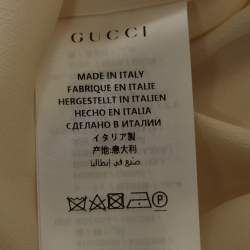 GUCCI
MADE IN ITALY
FABRIQUE EN ITALIE
HERGESTELLT IN ITALIEN
HECHO EN ITALIA
СДЕЛАНО В ИТАЛИИ
イタリア製
产地:意大利
صنع في إيطاليا